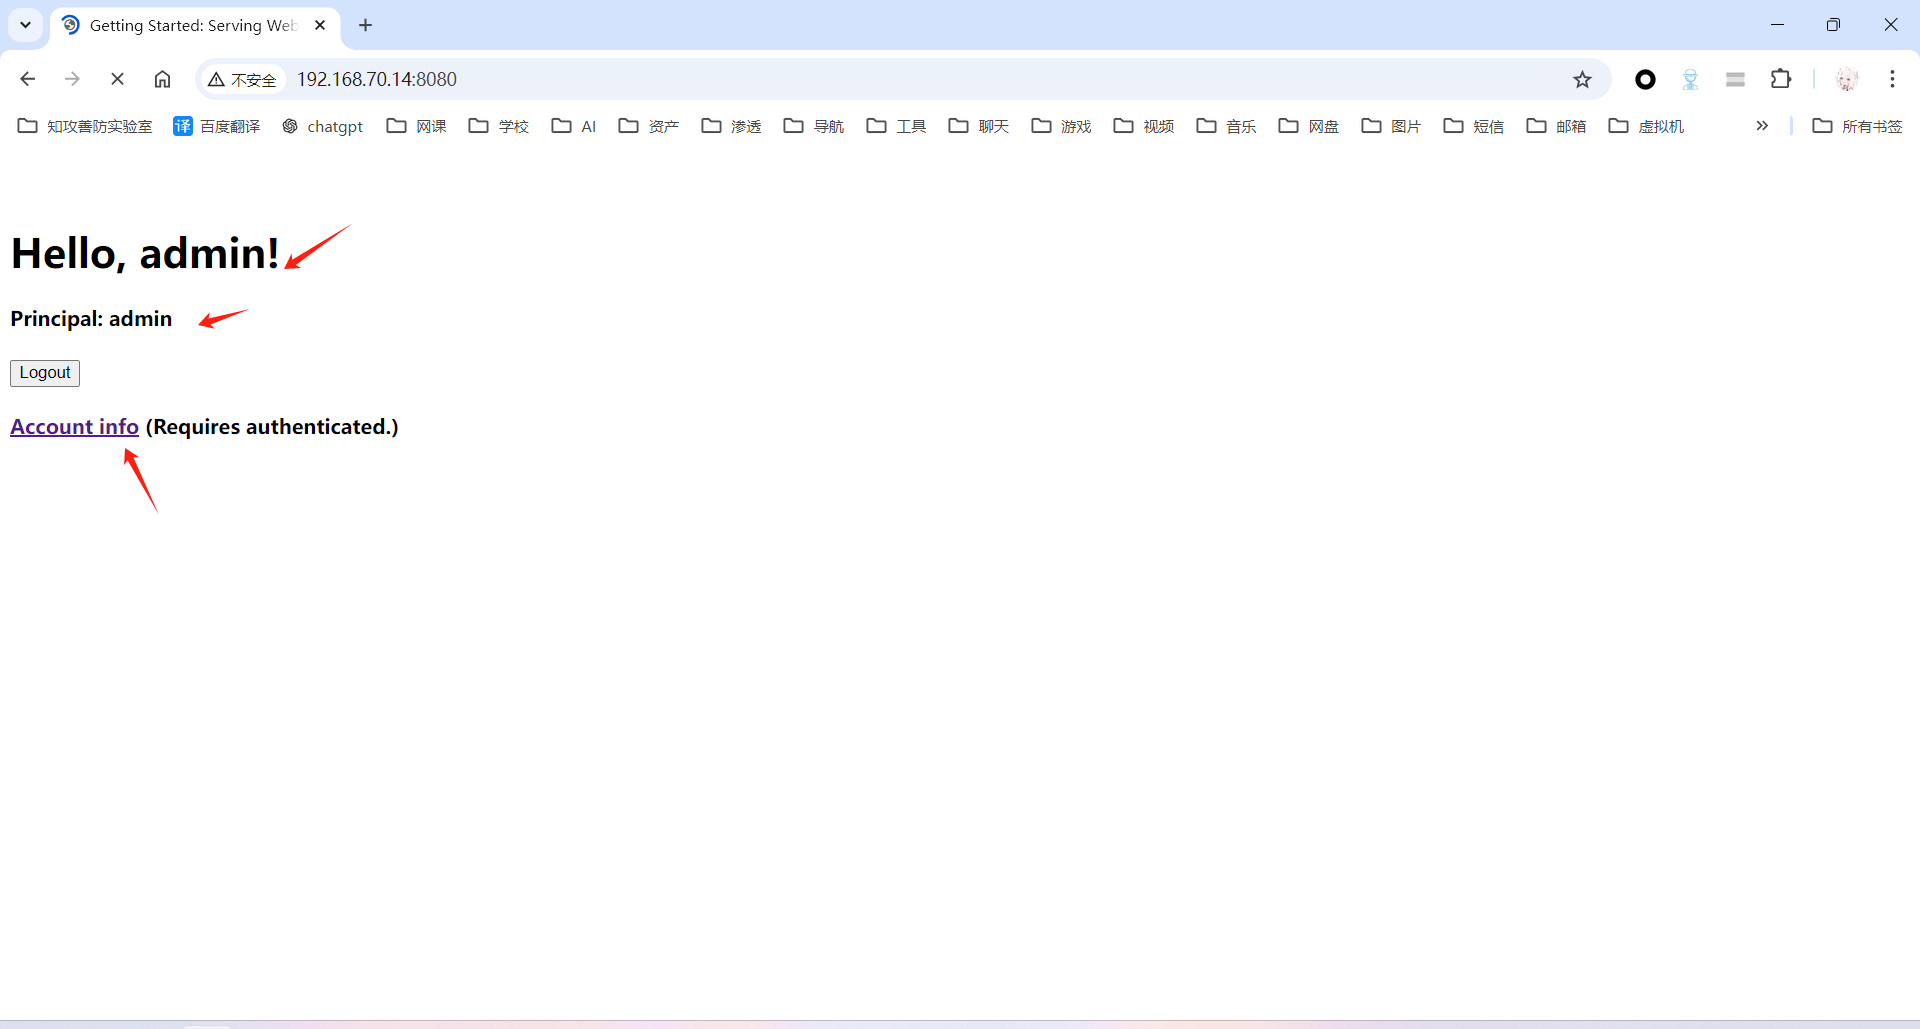 Getting Started: Serving Web
不安全 192.168.70.14:8080
知攻善防实验室 译 百度翻译 chatgpt 网课 学校 AI 资产 渗透 导航 工具 聊天 游戏 视频 音乐 网盘 图片 短信 邮箱 虚拟机 所有书签
Hello, admin!
Principal: admin
Logout
Account info (Requires authenticated.)